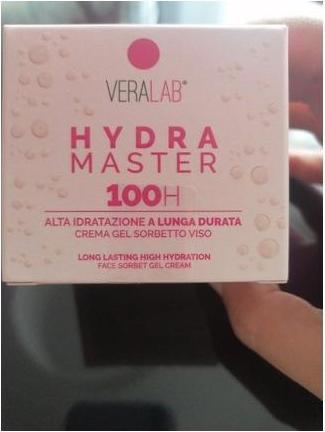 VERALAB®
HYDRA
MASTER
100H
ALTA IDRATAZIONE A LUNGA DURATA
CREMA GEL SORBETTO VISO
LONG LASTING HIGH HYDRATION
FACE SORBET GEL CREAM